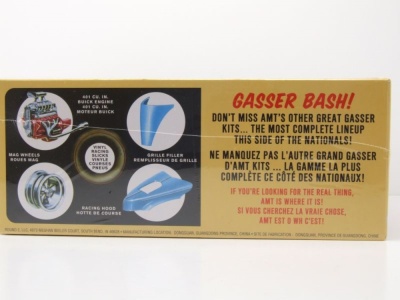 401 CU. IN.
BUICK ENGINE
401 CU. IN.
MOTEUR BUICK
MAG WHEELS
ROUES MAG
VINYL
RACING
SLICKS
VINYLE
COURSES
PNEUS
GRILLE FILLER
REMPLISSEUR DE GRILLE
RACING HOOD
HOTTE DE COURSE
GASSER BASH!
DON'T MISS AMT'S OTHER GREAT GASSER
KITS... THE MOST COMPLETE LINEUP
THIS SIDE OF THE NATIONALS!
NE MANQUEZ PAS L'AUTRE GRAND GASSER
D'AMT KITS ... LA GAMME LA PLUS
COMPLÈTE CE CÔTÉ DES NATIONALS!
IF YOU'RE LOOKING FOR THE REAL THING,
AMT IS WHERE IT IS!
SI VOUS CHERCHEZ LA VRAIE CHOSE,
AMT EST O WH C'EST!